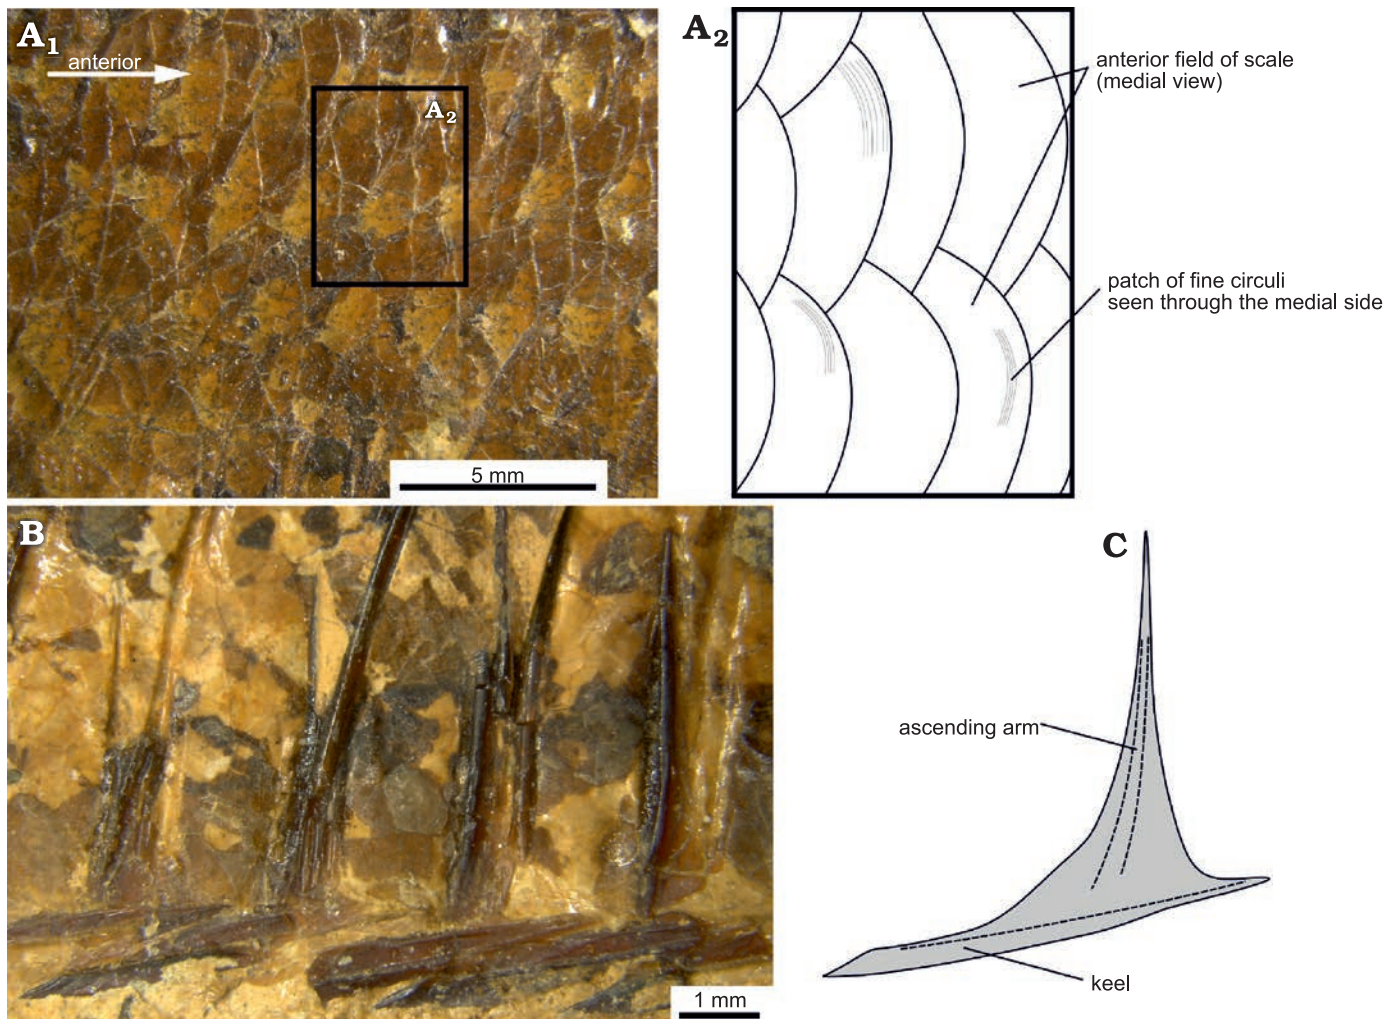 A1
anterior
A2
5 mm
A2
anterior field of scale
(medial view)
patch of fine circuli
seen through the medial side
B
1 mm
C
ascending arm
keel